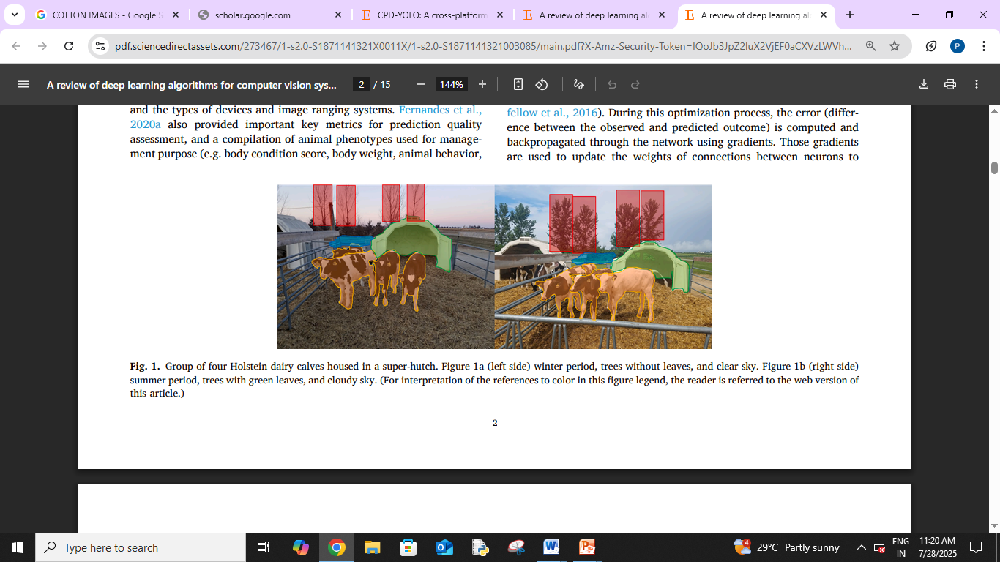 COTTON IMAGES - Google S
scholar.google.com
CPD-YOLO: A cross-platform
A review of deep learning al
A review of deep learning al
pdf.sciencedirectassets.com/273467/1-s2.0-S1871141321X0011X/1-s2.0-S1871141321003085/main.pdf?X-Amz-Security-Token=IQoJb3JpZ2luX2VjEF0aCXVzLWVh...
P
A review of deep learning algorithms for computer vision sys...
2 / 15
144%
and the types of devices and image ranging systems. Fernandes et al.,
2020a also provided important key metrics for prediction quality
assessment, and a compilation of animal phenotypes used for manage-
ment purpose (e.g. body condition score, body weight, animal behavior,
fellow et al., 2016). During this optimization process, the error (differ-
ence between the observed and predicted outcome) is computed and
backpropagated through the network using gradients. Those gradients
are used to update the weights of connections between neurons to
Fig. 1. Group of four Holstein dairy calves housed in a super-hutch. Figure 1a (left side) winter period, trees without leaves, and clear sky. Figure 1b (right side)
summer period, trees with green leaves, and cloudy sky. (For interpretation of the references to color in this figure legend, the reader is referred to the web version of
this article.)
2
Type here to search
29°C Partly sunny
ENG
IN
11:20 AM
7/28/2025